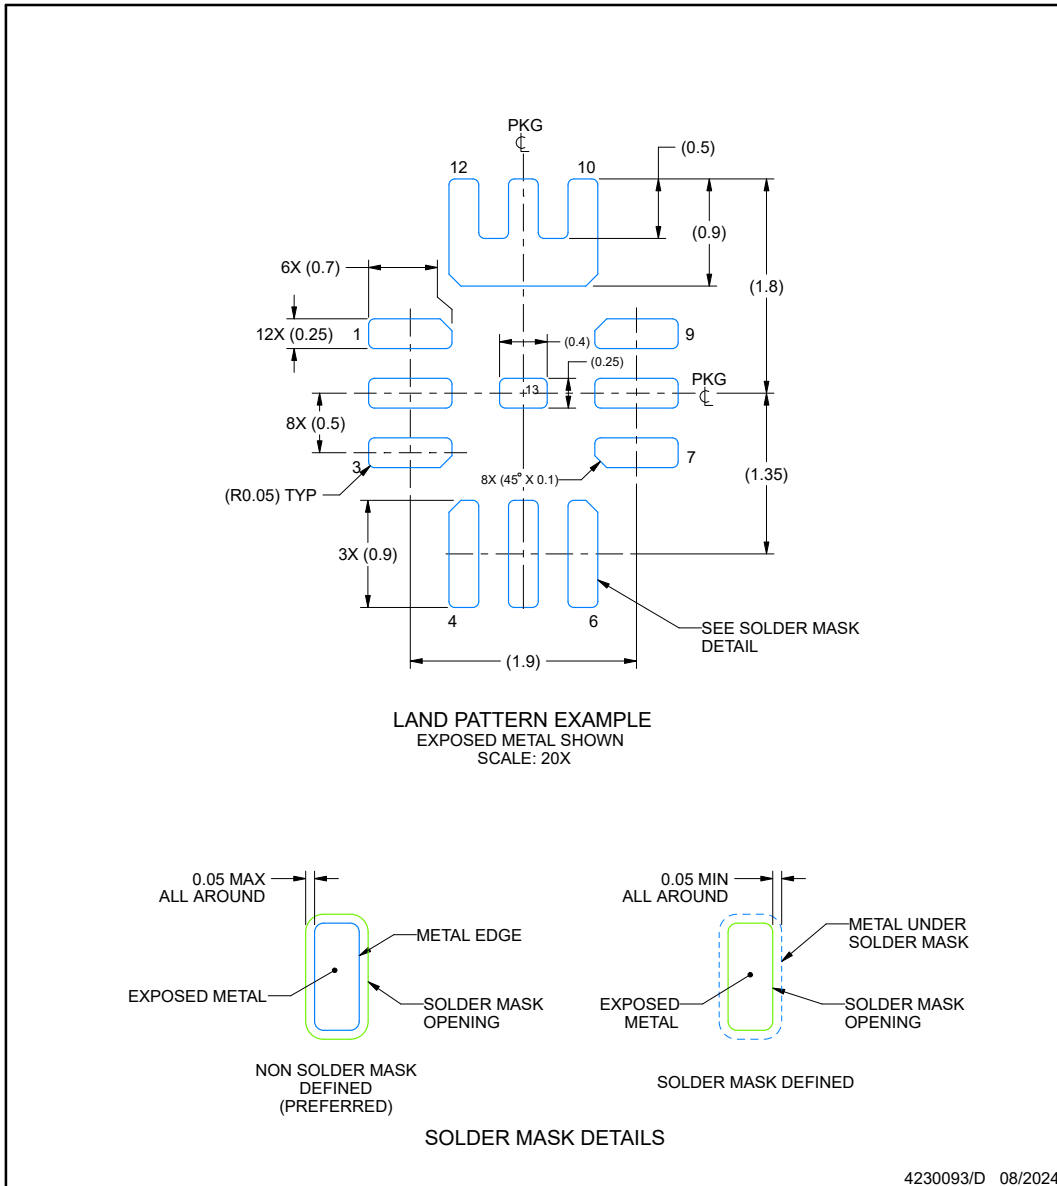 PKG
℄
(0.5)
12
10
(0.9)
6X (0.7)
(1.8)
12X (0.25)
1
9
(0.4)
(0.25)
13
PKG
℄
8X (0.5)
3
7
8X (45° X 0.1)
(1.35)
(R0.05) TYP
3X (0.9)
4
6
SEE SOLDER MASK
DETAIL
(1.9)
LAND PATTERN EXAMPLE
EXPOSED METAL SHOWN
SCALE: 20X
0.05 MAX
ALL AROUND
METAL EDGE
EXPOSED METAL
SOLDER MASK
OPENING
NON SOLDER MASK
DEFINED
(PREFERRED)
0.05 MIN
ALL AROUND
METAL UNDER
SOLDER MASK
EXPOSED
METAL
SOLDER MASK
OPENING
SOLDER MASK DEFINED
SOLDER MASK DETAILS
4230093/D 08/2024